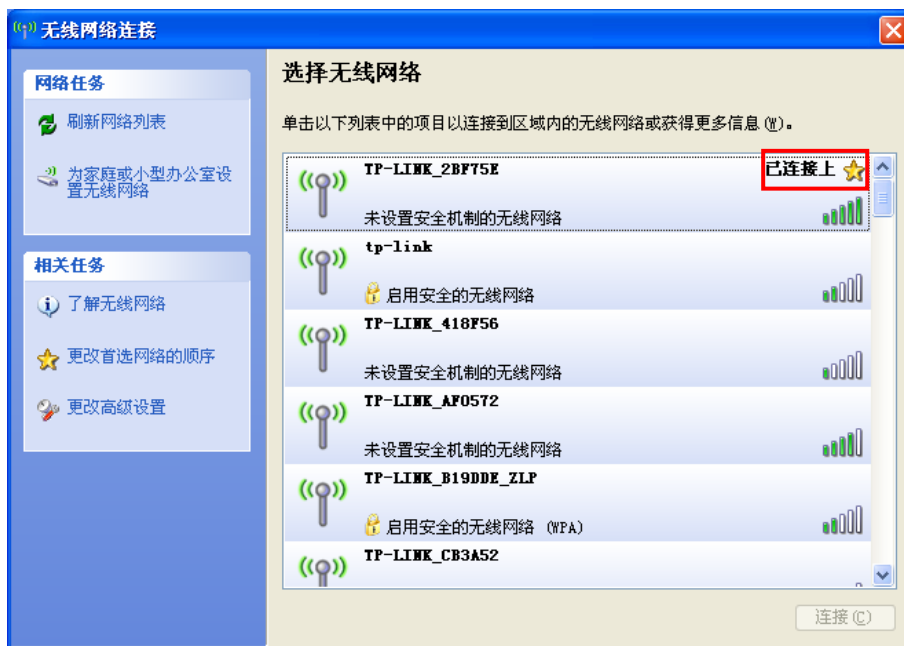 无线网络连接
网络任务
刷新网络列表
为家庭或小型办公室设
置无线网络
相关任务
了解无线网络
更改首选网络的顺序
更改高级设置
选择无线网络
单击以下列表中的项目以连接到区域内的无线网络或获得更多信息(W)。
TP-LINK_2BF75E 已连接上
未设置安全机制的无线网络
tp-link
启用安全的无线网络
TP-LINK_418F56
未设置安全机制的无线网络
TP-LINK_AF0572
未设置安全机制的无线网络
TP-LINK_B19DDE_ZLP
启用安全的无线网络 (WPA)
TP-LINK_CB3A52
连接(C)